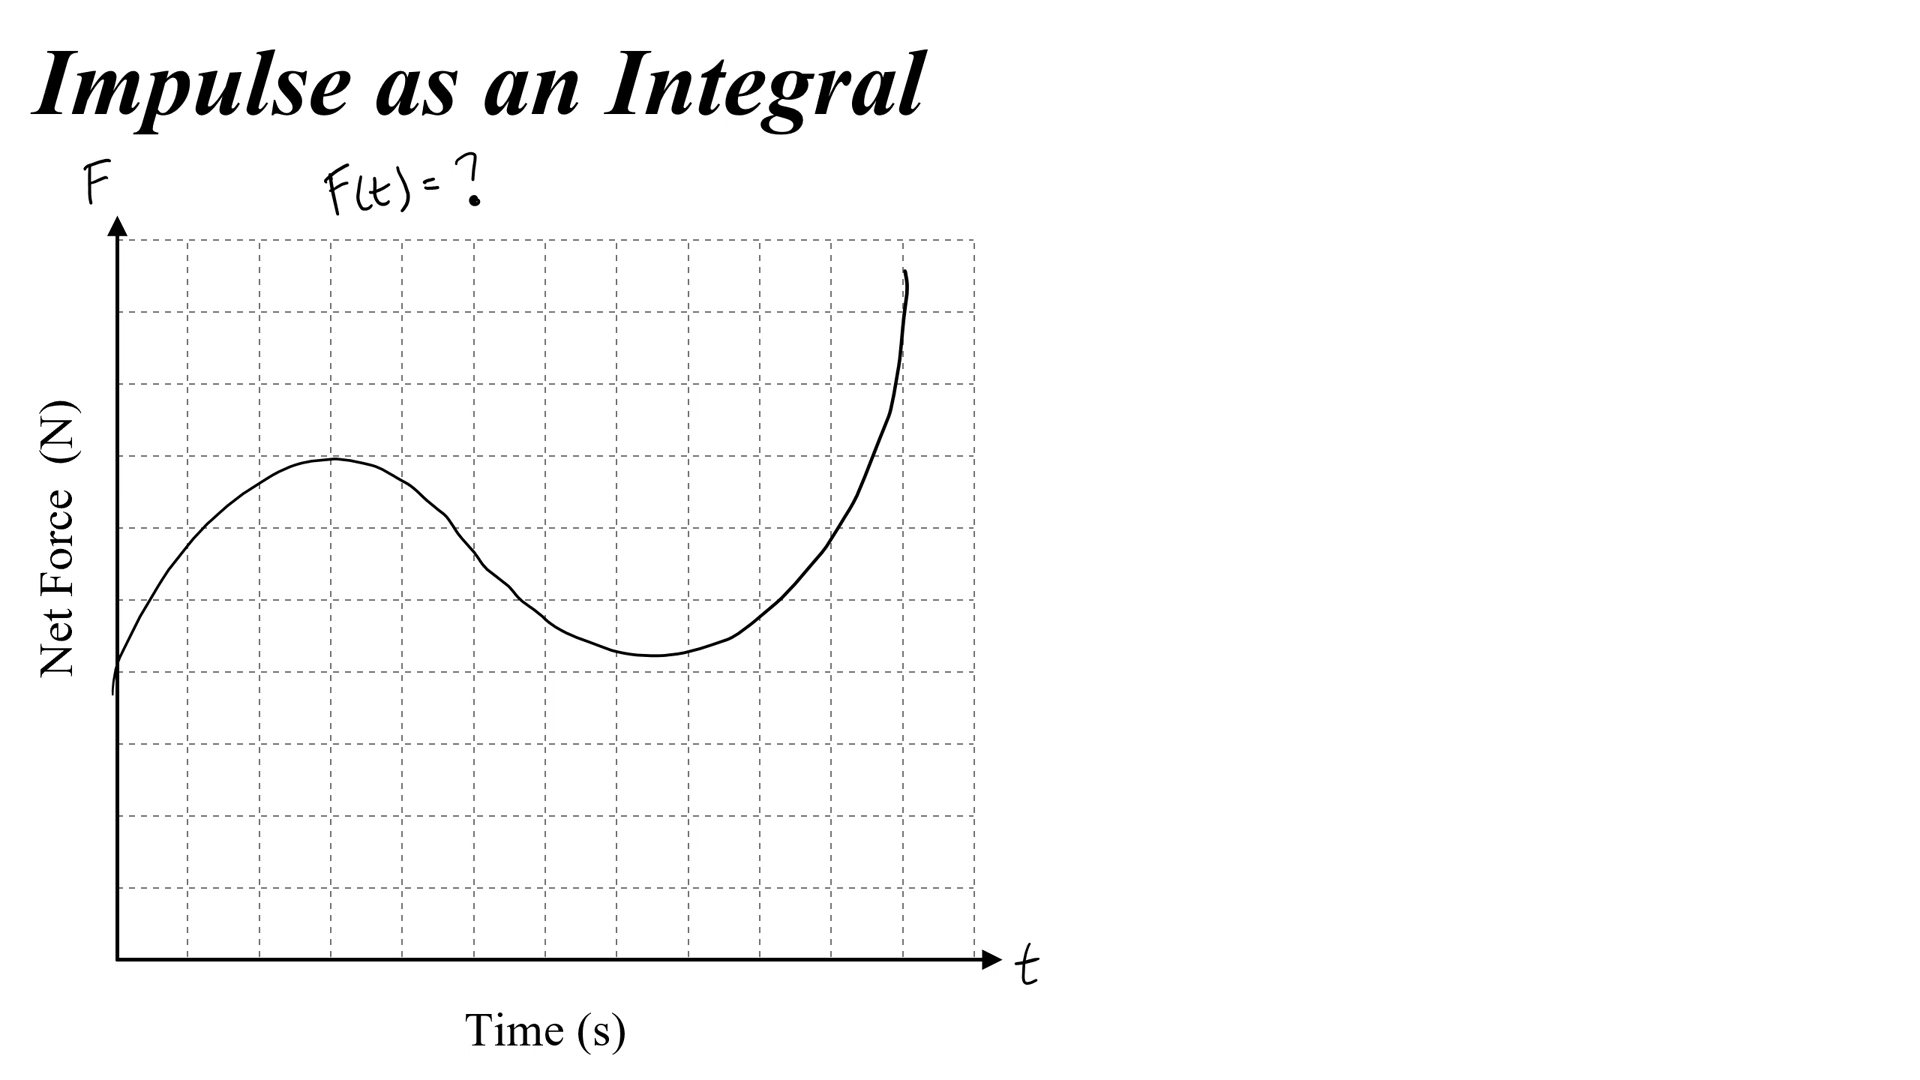 Impulse as an Integral
F
F(t) = ?
Net Force (N)
t
Time (s)